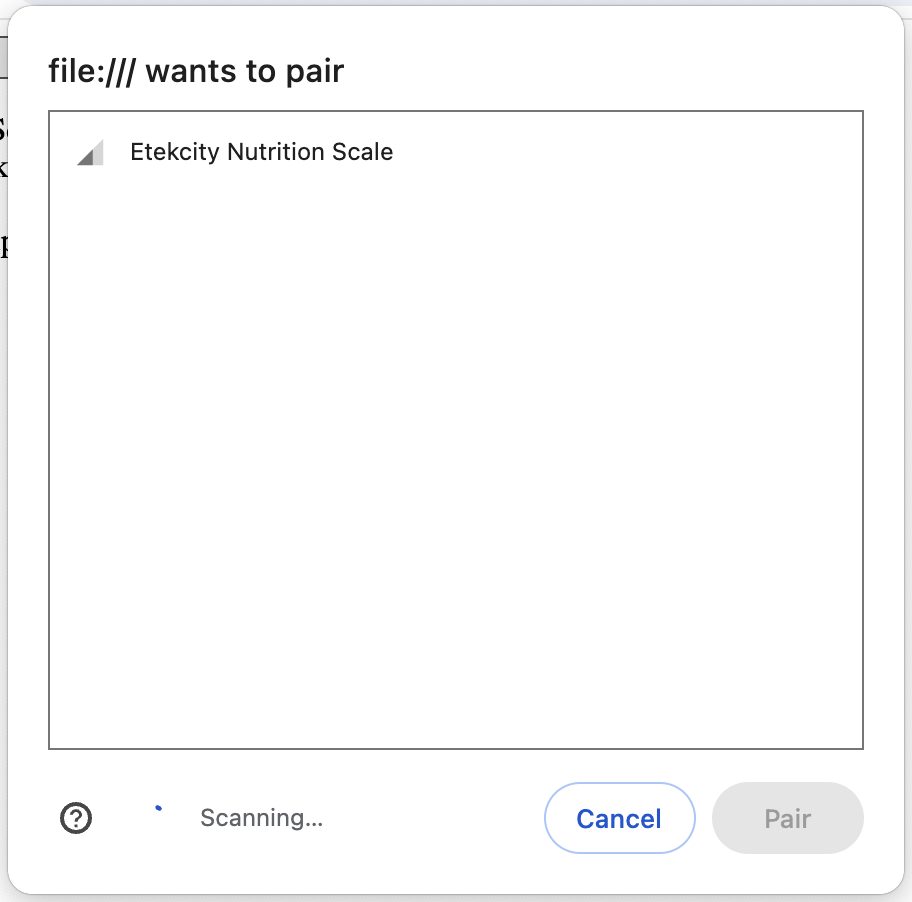 file:/// wants to pair
Etekcity Nutrition Scale
Scanning...
Cancel
Pair